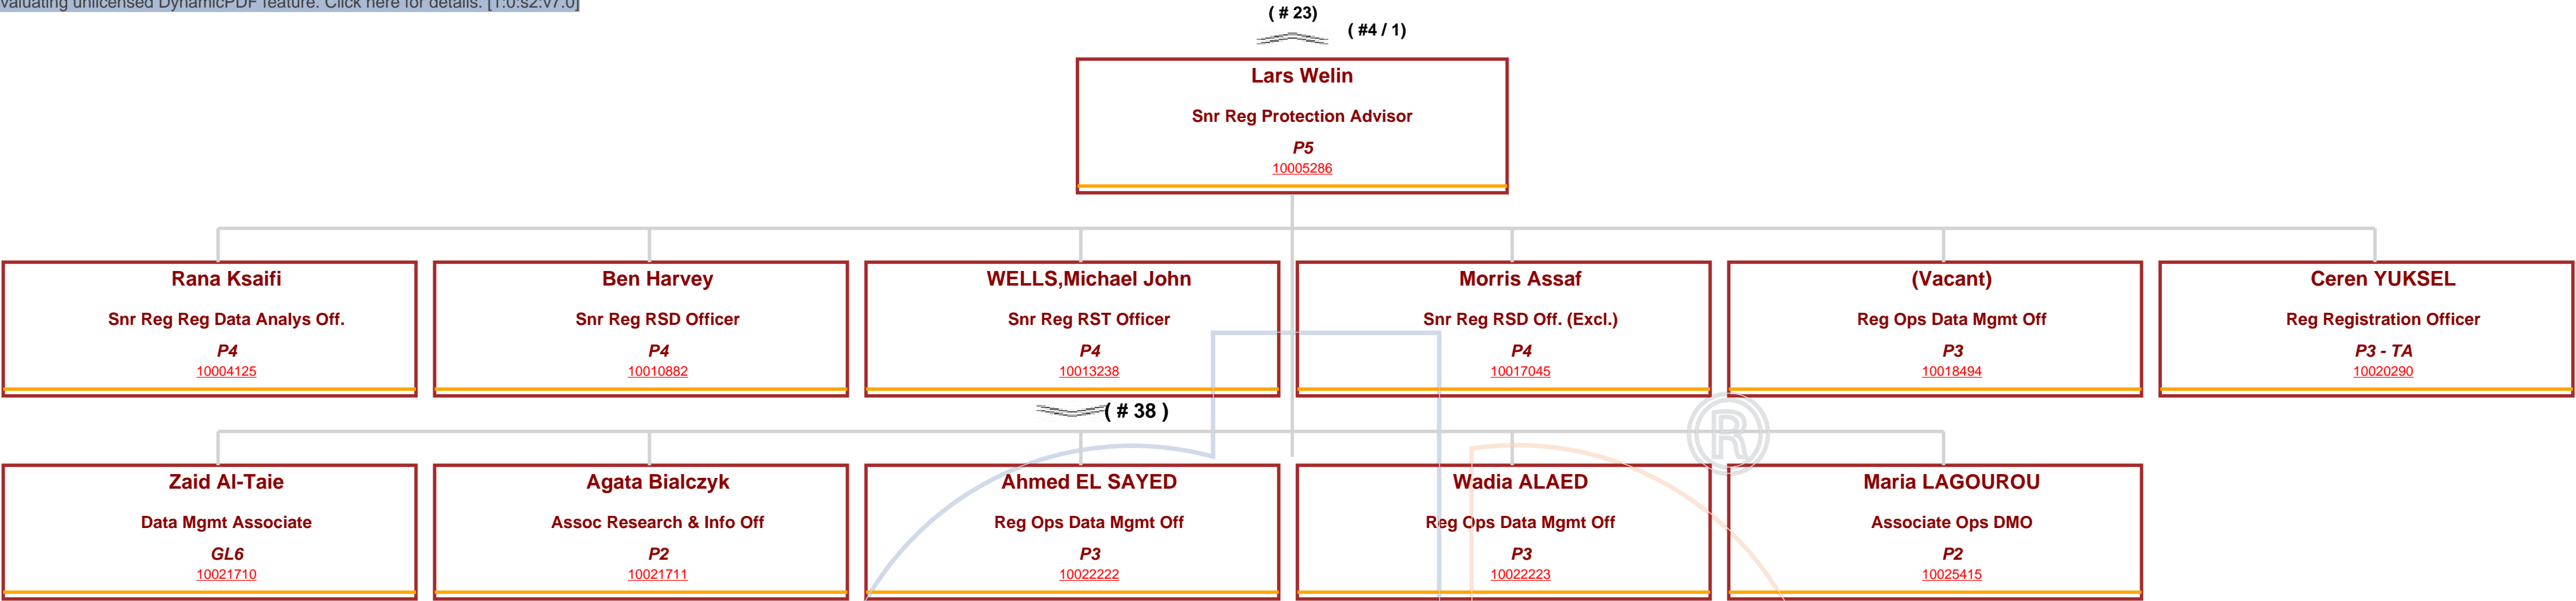 valuating unlicensed DynamicPDF feature. Click here for details. [1:0:s2:v7.0]
( # 23)
( #4 / 1)
Lars Welin
Snr Reg Protection Advisor
P5
10005286
Rana Ksaifi
Snr Reg Reg Data Analys Off.
P4
10004125
Ben Harvey
Snr Reg RSD Officer
P4
10010882
WELLS,Michael John
Snr Reg RST Officer
P4
10013238
Morris Assaf
Snr Reg RSD Off. (Excl.)
P4
10017045
(Vacant)
Reg Ops Data Mgmt Off
P3
10018494
Ceren YUKSEL
Reg Registration Officer
P3 - TA
10020290
( # 38 )
Zaid Al-Taie
Data Mgmt Associate
GL6
10021710
Agata Bialczyk
Assoc Research & Info Off
P2
10021711
Ahmed EL SAYED
Reg Ops Data Mgmt Off
P3
10022222
Wadia ALAED
Reg Ops Data Mgmt Off
P3
10022223
Maria LAGOUROU
Associate Ops DMO
P2
10025415
®